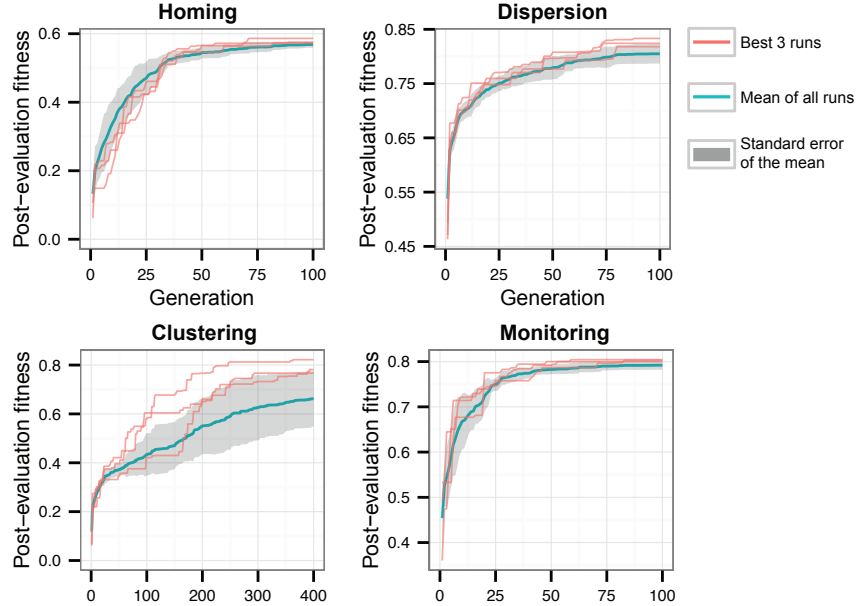 Homing
Post−evaluation fitness
0.6
0.4
0.2
0.0
0 25 50 75 100
Generation
Dispersion
Post−evaluation fitness
0.85
0.75
0.65
0.55
0.45
0 25 50 75 100
Generation
Best 3 runs
Mean of all runs
Standard error
of the mean
Clustering
Post−evaluation fitness
0.8
0.6
0.4
0.2
0.0
0 100 200 300 400
Monitoring
Post−evaluation fitness
0.8
0.7
0.6
0.5
0.4
0 25 50 75 100